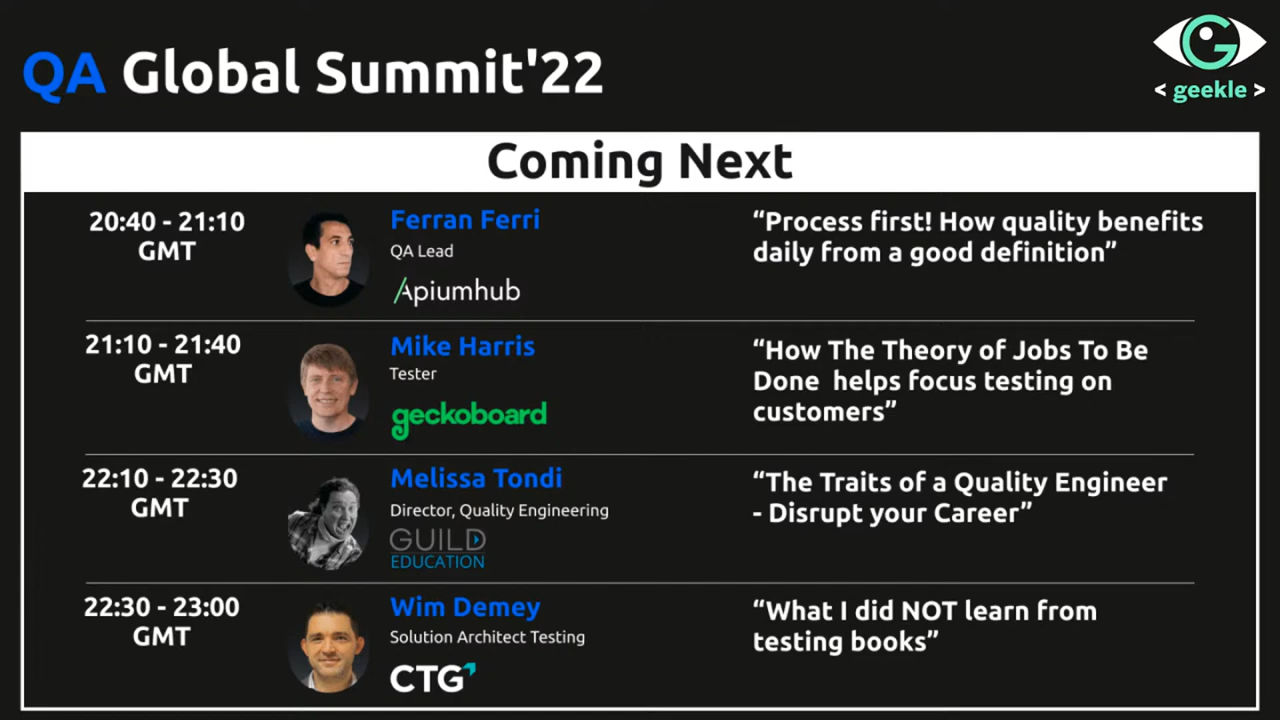 QA Global Summit'22
G
< geekle >
Coming Next
20:40 - 21:10
GMT
Ferran Ferri
QA Lead
Apiumhub
“Process first! How quality benefits
daily from a good definition”
21:10 - 21:40
GMT
Mike Harris
Tester
geckoboard
“How The Theory of Jobs To Be
Done helps focus testing on
customers”
22:10 - 22:30
GMT
Melissa Tondi
Director, Quality Engineering
GUILD
EDUCATION
“The Traits of a Quality Engineer
- Disrupt your Career”
22:30 - 23:00
GMT
Wim Demey
Solution Architect Testing
CTG
“What I did NOT learn from
testing books”